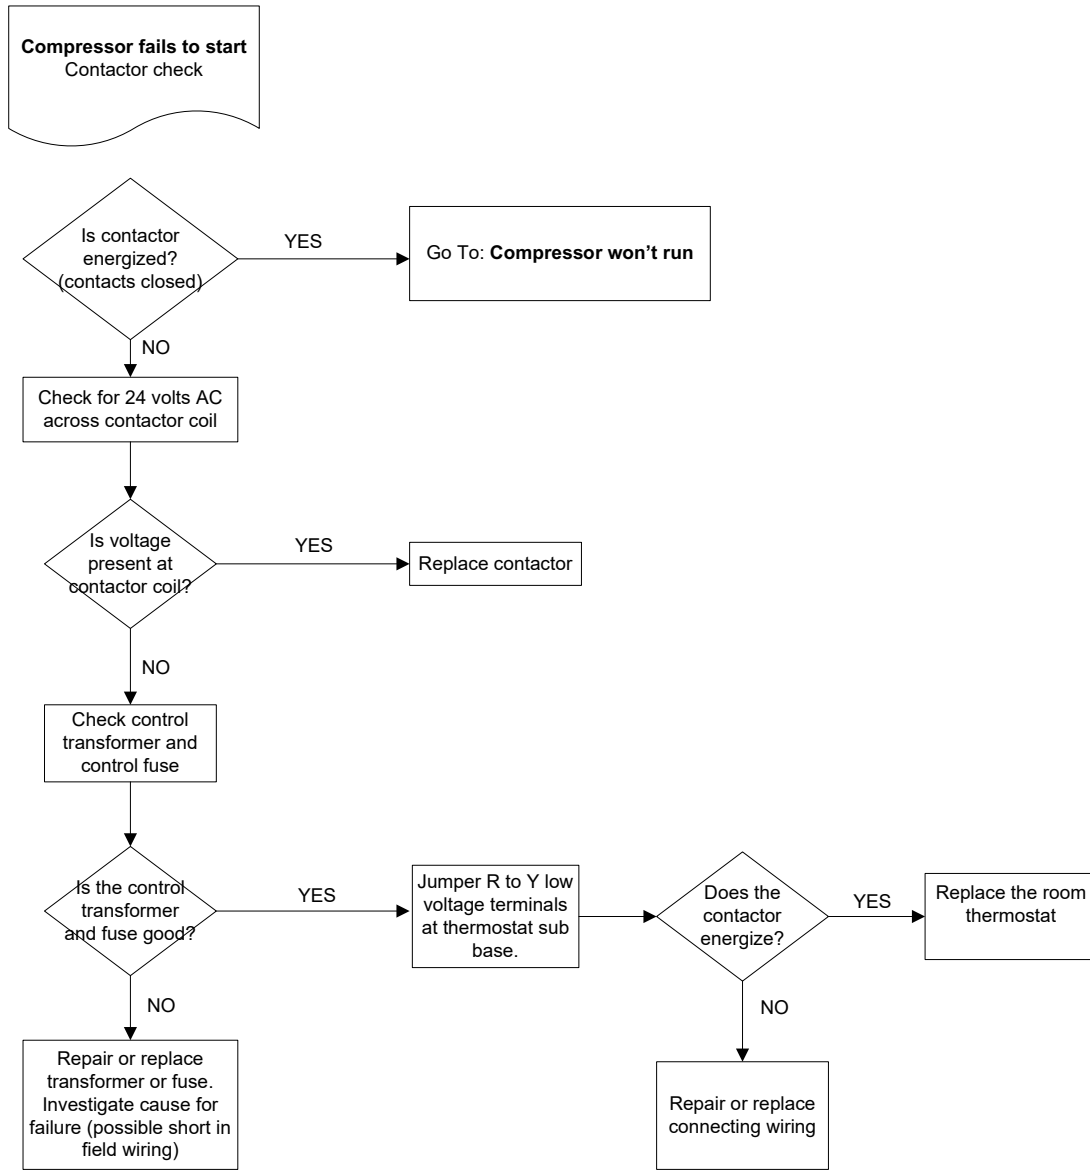 Compressor fails to start
Contactor check
Is contactor
energized?
(contacts closed)
YES
Go To: Compressor won’t run
NO
Check for 24 volts AC
across contactor coil
Is voltage
present at
contactor coil?
YES
Replace contactor
NO
Check control
transformer and
control fuse
Is the control
transformer
and fuse good?
YES
Jumper R to Y low
voltage terminals
at thermostat sub
base.
Does the
contactor
energize?
YES
Replace the room
thermostat
NO
Repair or replace
transformer or fuse.
Investigate cause for
failure (possible short in
field wiring)
NO
Repair or replace
connecting wiring